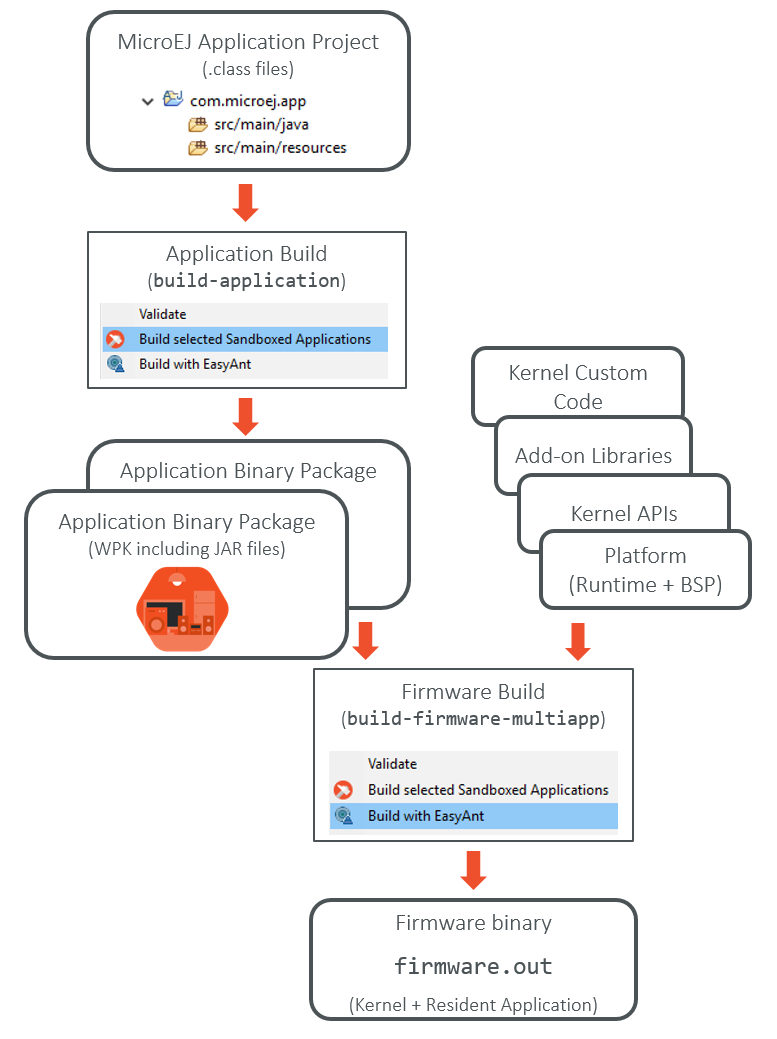 MicroEJ Application Project
(.class files)
com.microej.app
src/main/java
src/main/resources
Application Build
(build-application)
Validate
Build selected Sandboxed Applications
Build with EasyAnt
Application Binary Package
Application Binary Package
(WPK including JAR files)
Kernel Custom
Code
Add-on Libraries
Kernel APIs
Platform
(Runtime + BSP)
Firmware Build
(build-firmware-multiapp)
Validate
Build selected Sandboxed Applications
Build with EasyAnt
Firmware binary
firmware.out
(Kernel + Resident Application)